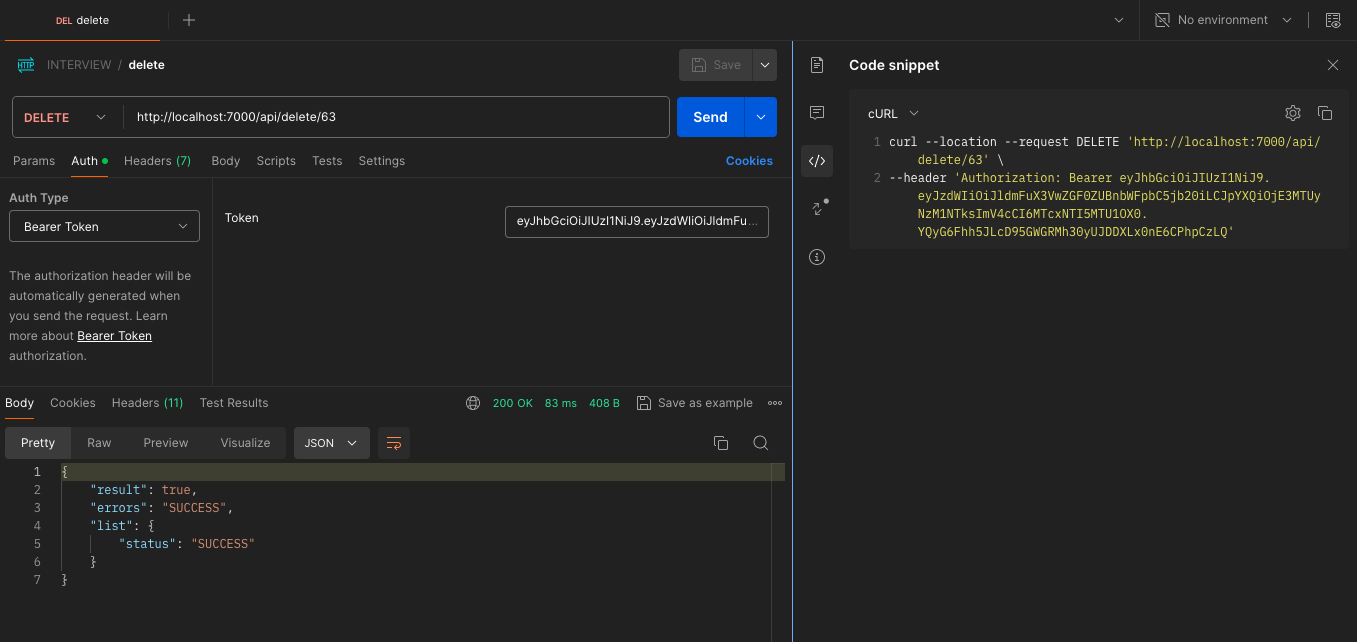 DEL delete
No environment
HTTP INTERVIEW / delete
Save
DELETE
http://localhost:7000/api/delete/63
Send
Params
Auth
Headers (7)
Body
Scripts
Tests
Settings
Cookies
Auth Type
Bearer Token
The authorization header will be
automatically generated when
you send the request. Learn
more about Bearer Token
authorization.
Token
eyJhbGciOiJIUzI1NiJ9.eyJzdWIiOiJldmFu...
Body
Cookies
Headers (11)
Test Results
200 OK
83 ms
408 B
Save as example
Pretty
Raw
Preview
Visualize
JSON
1 {
2 "result": true,
3 "errors": "SUCCESS",
4 "list": {
5 "status": "SUCCESS"
6 }
7 }
Code snippet
cURL
1 curl --location --request DELETE 'http://localhost:7000/api/
delete/63' \
2 --header 'Authorization: Bearer eyJhbGciOiJIUzI1NiJ9.
eyJzdWIiOiJldmFuX3VwZGF0ZUBnbWFpbC5jb20iLCJpYXQiOjE3MTUy
NzM1NTksImV4cCI6MTcxNTI5MTU1OX0.
YQyG6Fhh5JLcD95GWGRMh30yUJDDXLx0nE6CPhpCzLQ'